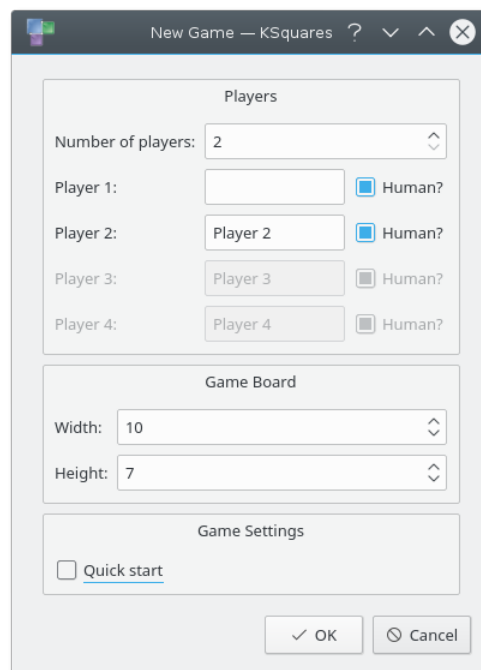 New Game — KSquares ?
Players
Number of players: 2
Player 1: Human?
Player 2: Player 2 Human?
Player 3: Player 3 Human?
Player 4: Player 4 Human?
Game Board
Width: 10
Height: 7
Game Settings
Quick start
OK Cancel